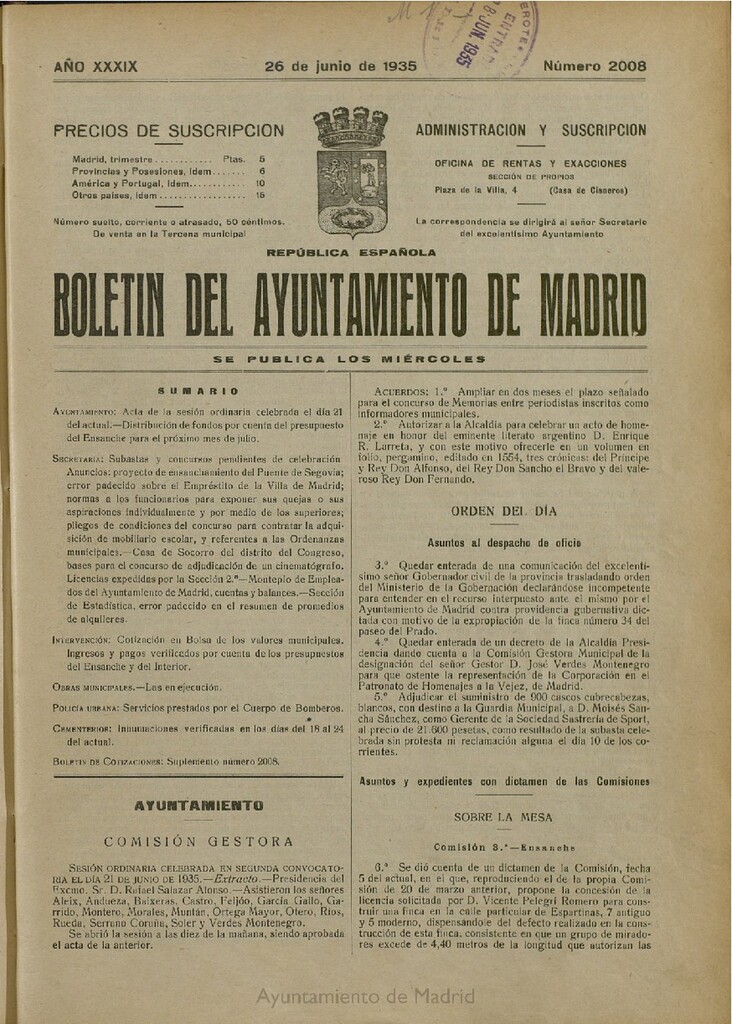 AÑO XXXIX
26 de junio de 1935
Número 2008
8 JUN. 1935
PRECIOS DE SUSCRIPCION
Madrid, trimestre ............ Ptas. 5
Provincias y Posesiones, idem ....... 6
América y Portugal, idem ........... 10
Otros países, idem ................. 15
Número suelto, corriente o atrasado, 50 céntimos.
De venta en la Tercena municipal
ADMINISTRACION Y SUSCRIPCION
OFICINA DE RENTAS Y EXACCIONES
SECCIÓN DE PROPIOS
Plaza de la Villa, 4 (Casa de Cisneros)
La correspondencia se dirigirá al señor Secretario
del excelentísimo Ayuntamiento
REPÚBLICA ESPAÑOLA
BOLETIN DEL AYUNTAMIENTO DE MADRID
SE PUBLICA LOS MIÉRCOLES
SUMARIO
AYUNTAMIENTO: Acta de la sesión ordinaria celebrada el día 21
del actual.—Distribución de fondos por cuenta del presupuesto
del Ensanche para el próximo mes de julio.
SECRETARÍA: Subastas y concursos pendientes de celebración
Anuncios: proyecto de ensanchamiento del Puente de Segovia;
error padecido sobre el Empréstito de la Villa de Madrid;
normas a los funcionarios para exponer sus quejas o sus
aspiraciones individualmente y por medio de los superiores;
pliegos de condiciones del concurso para contratar la adqui-
sición de mobiliario escolar, y referentes a las Ordenanzas
municipales.—Casa de Socorro del distrito del Congreso,
bases para el concurso de adjudicación de un cinematógrafo.
Licencias expedidas por la Sección 2.ª—Montepío de Emplea-
dos del Ayuntamiento de Madrid, cuentas y balances.—Sección
de Estadística, error padecido en el resumen de promedios
de alquileres.
INTERVENCIÓN: Cotización en Bolsa de los valores municipales.
Ingresos y pagos verificados por cuenta de los presupuestos
del Ensanche y del Interior.
OBRAS MUNICIPALES.—Las en ejecución.
POLICÍA URBANA: Servicios prestados por el Cuerpo de Bomberos.
CEMENTERIOS: Inhumaciones verificadas en los días del 18 al 24
del actual.
BOLETÍN DE COTIZACIONES: Suplemento número 2008.
AYUNTAMIENTO
COMISIÓN GESTORA
SESIÓN ORDINARIA CELEBRADA EN SEGUNDA CONVOCATO-
RIA EL DÍA 21 DE JUNIO DE 1935.—Extracto.—Presidencia del
Excmo. Sr. D. Rafael Salazar Alonso.—Asistieron los señores
Aleix, Andueza, Baixeras, Castro, Feijóo, García Gallo, Ga-
rrido, Montero, Morales, Muntán, Ortega Mayor, Otero, Ríos,
Rueda, Serrano Coruña, Soler y Verdes Montenegro.
Se abrió la sesión a las diez de la mañana, siendo aprobada
el acta de la anterior.
ACUERDOS: 1.º Ampliar en dos meses el plazo señalado
para el concurso de Memorias entre periodistas inscritos como
informadores municipales.
2.º Autorizar a la Alcaldía para celebrar un acto de home-
naje en honor del eminente literato argentino D. Enrique
R. Larreta, y con este motivo ofrecerle en un volumen en
folio, pergamino, editado en 1554, tres crónicas: del Príncipe
y Rey Don Alfonso, del Rey Don Sancho el Bravo y del vale-
roso Rey Don Fernando.
ORDEN DEL DÍA
Asuntos al despacho de oficio
3.º Quedar enterada de una comunicación del excelentí-
simo señor Gobernador civil de la provincia trasladando orden
del Ministerio de la Gobernación declarándose incompetente
para entender en el recurso interpuesto ante el mismo por el
Ayuntamiento de Madrid contra providencia gubernativa dic-
tada con motivo de la expropiación de la finca número 34 del
paseo del Prado.
4.º Quedar enterada de un decreto de la Alcaldía Presi-
dencia dando cuenta a la Comisión Gestora Municipal de la
designación del señor Gestor D. José Verdes Montenegro
para que ostente la representación de la Corporación en el
Patronato de Homenajes a la Vejez, de Madrid.
5.º Adjudicar el suministro de 900 cascos cubrecabezas,
blancos, con destino a la Guardia Municipal, a D. Moisés San-
cha Sánchez, como Gerente de la Sociedad Sastrería de Sport,
al precio de 21.600 pesetas, como resultado de la subasta cele-
brada sin protesta ni reclamación alguna el día 10 de los co-
rrientes.
Asuntos y expedientes con dictamen de las Comisiones
SOBRE LA MESA
Comisión 3.ª—Ensanche
6.º Se dió cuenta de un dictamen de la Comisión, fecha
5 del actual, en el que, reproduciendo el de la propia Comi-
sión de 20 de marzo anterior, propone la concesión de la
licencia solicitada por D. Vicente Pelegrí Romero para cons-
truir una finca en la calle particular de Espartinas, 7 antiguo
y 5 moderno, dispensándole del defecto realizado en la cons-
trucción de esta finca, consistente en que un grupo de mirado-
res excede de 4,40 metros de la longitud que autorizan las
Ayuntamiento de Madrid